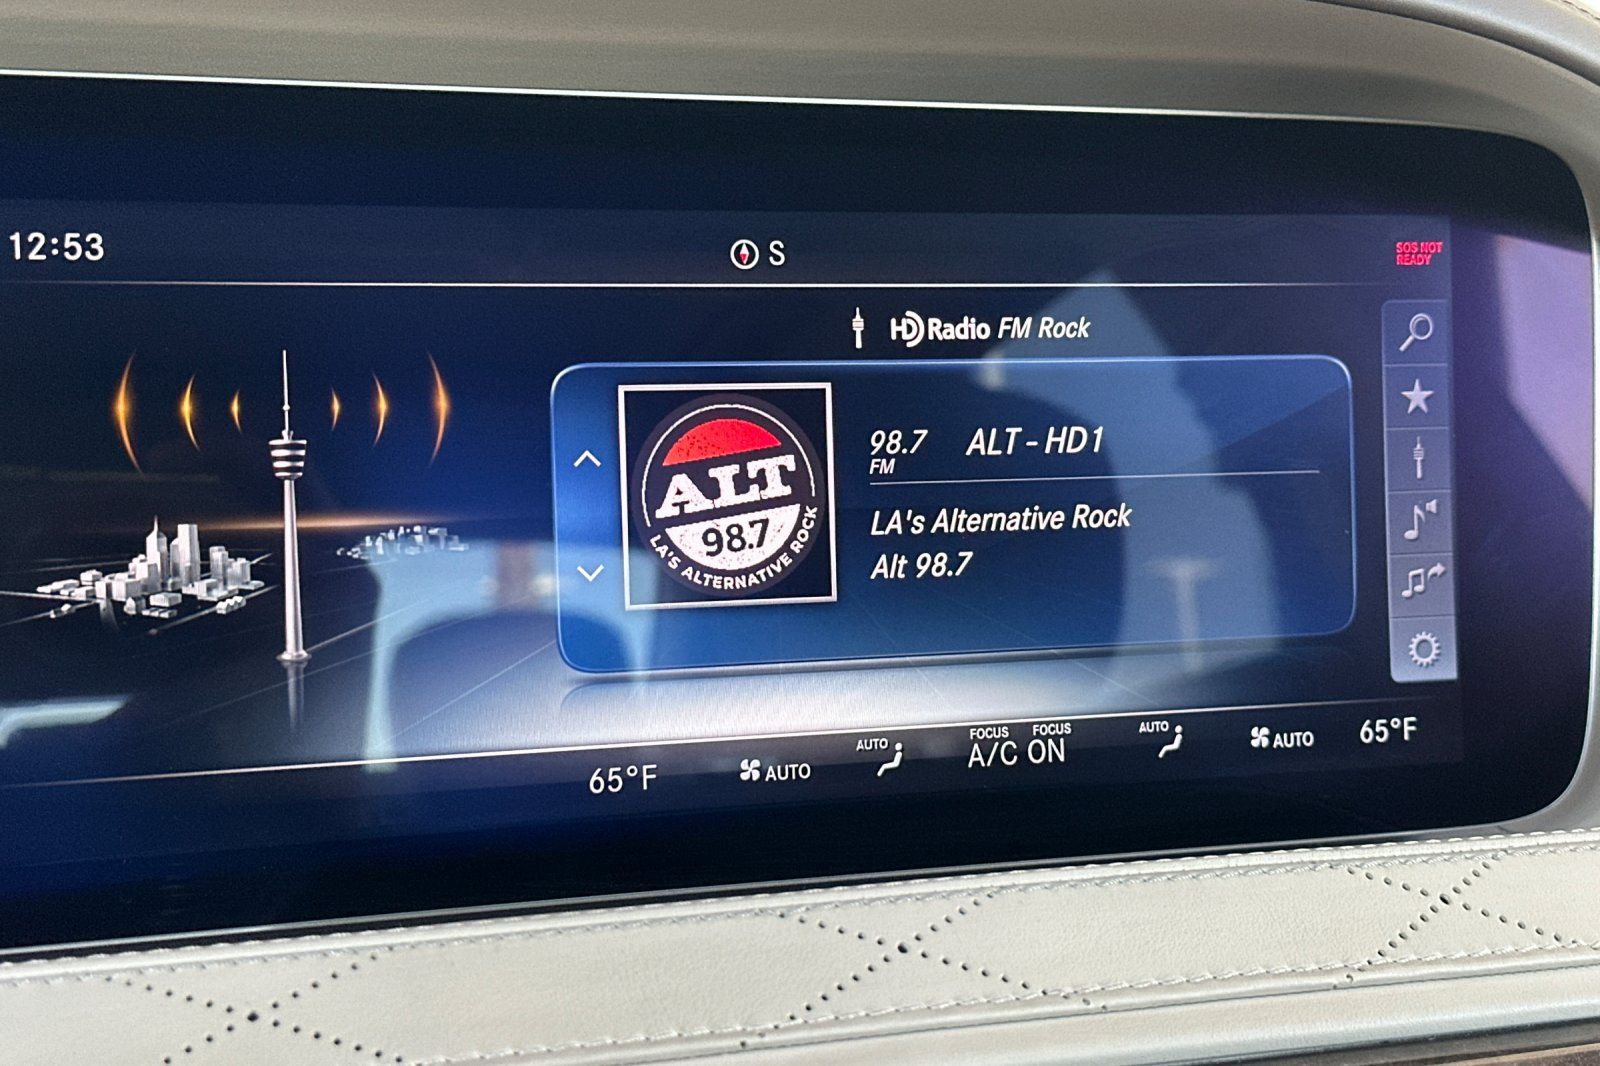 12:53
S
SOS NOT
READY
HD Radio FM Rock
ALT
98.7
LA'S ALTERNATIVE ROCK
98.7 ALT - HD1
FM
LA's Alternative Rock
Alt 98.7
65°F
AUTO
AUTO
FOCUS FOCUS
A/C ON
AUTO
AUTO
65°F